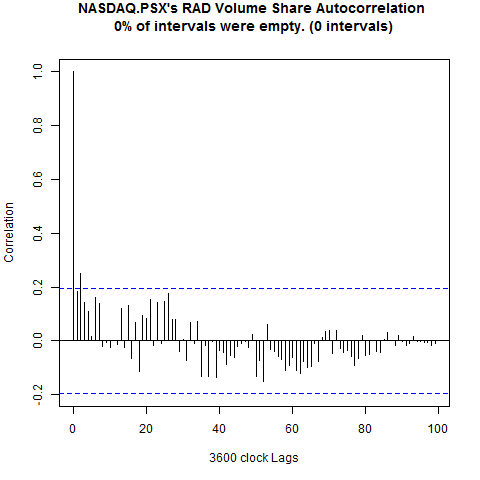 NASDAQ.PSX's RAD Volume Share Autocorrelation
0% of intervals were empty. (0 intervals)
Correlation
1.0
0.8
0.6
0.4
0.2
0.0
-0.2
0 20 40 60 80 100
3600 clock Lags